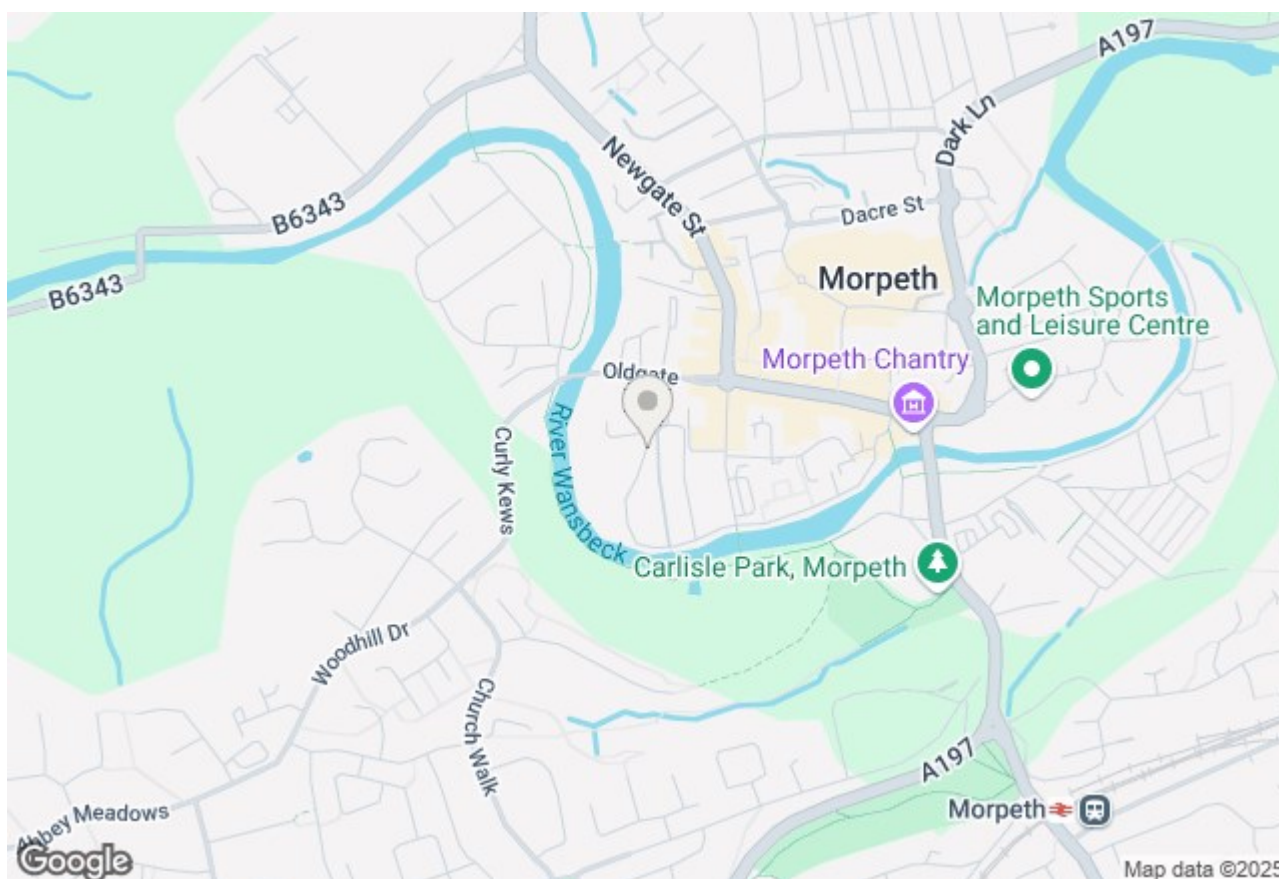 A197
Dark Ln
Newgate St
B6343
Dacre St
B6343
Morpeth
Morpeth Sports
and Leisure Centre
Morpeth Chantry
Oldgate
River Wansbeck
Curly Kews
Carlisle Park, Morpeth
Woodhill Dr
Church Walk
A197
Morpeth
Abbey Meadows
Google
Map data ©2025